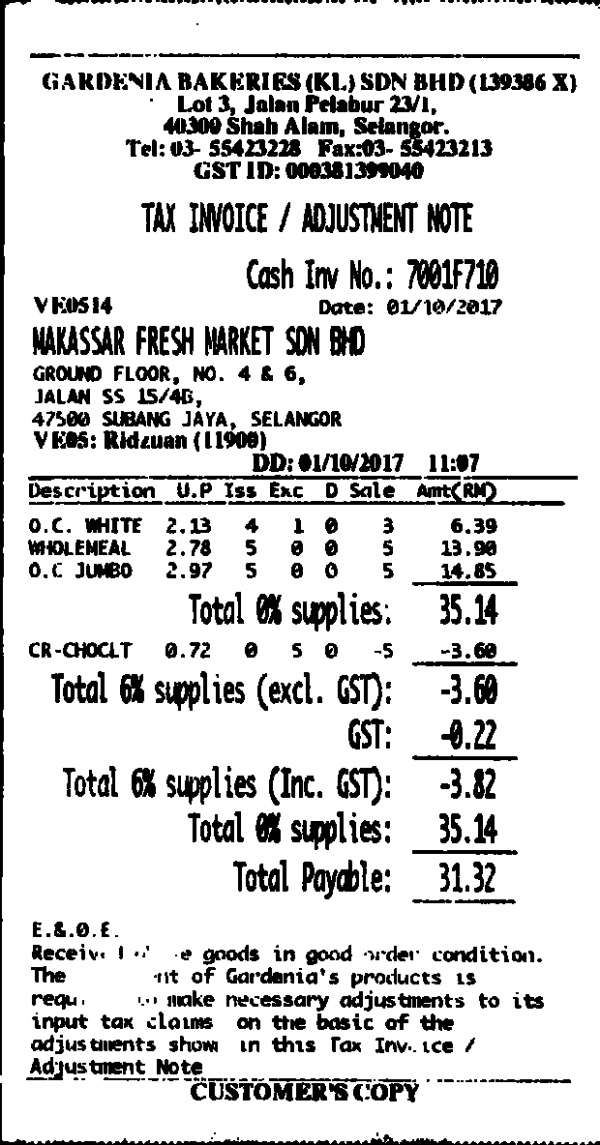 GARDENIA BAKERIES (KL) SDN BHD (139386 X)
Lot 3, Jalan Pelabur 23/1,
40300 Shah Alam, Selangor.
Tel: 03- 55423228 Fax:03- 55423213
GST ID: 000381399040
TAX INVOICE / ADJUSTMENT NOTE
Cash Inv No.: 7001F710
VE0514 Date: 01/10/2017
MAKASSAR FRESH MARKET SDN BHD
GROUND FLOOR, NO. 4 & 6,
JALAN SS 15/4B,
47500 SUBANG JAYA, SELANGOR
VE05: Ridzuan (11900)
DD: 01/10/2017 11:07
Description U.P Iss Exc D Sale Amt(RM)
O.C. WHITE 2.13 4 1 0 3 6.39
WHOLEMEAL 2.78 5 0 0 5 13.90
O.C JUMBO 2.97 5 0 0 5 14.85
Total 0% supplies: 35.14
CR-CHOCLT 0.72 0 5 0 -5 -3.60
Total 6% supplies (excl. GST): -3.60
GST: -0.22
Total 6% supplies (Inc. GST): -3.82
Total 0% supplies: 35.14
Total Payable: 31.32
E.&.O.E.
goods in good order condition.
The of Gardenia's products is
make necessary adjustments to its
input tax claims on the basic of the
adjustments show in this Tax Invoice /
Adjustment Note
CUSTOMER'S COPY